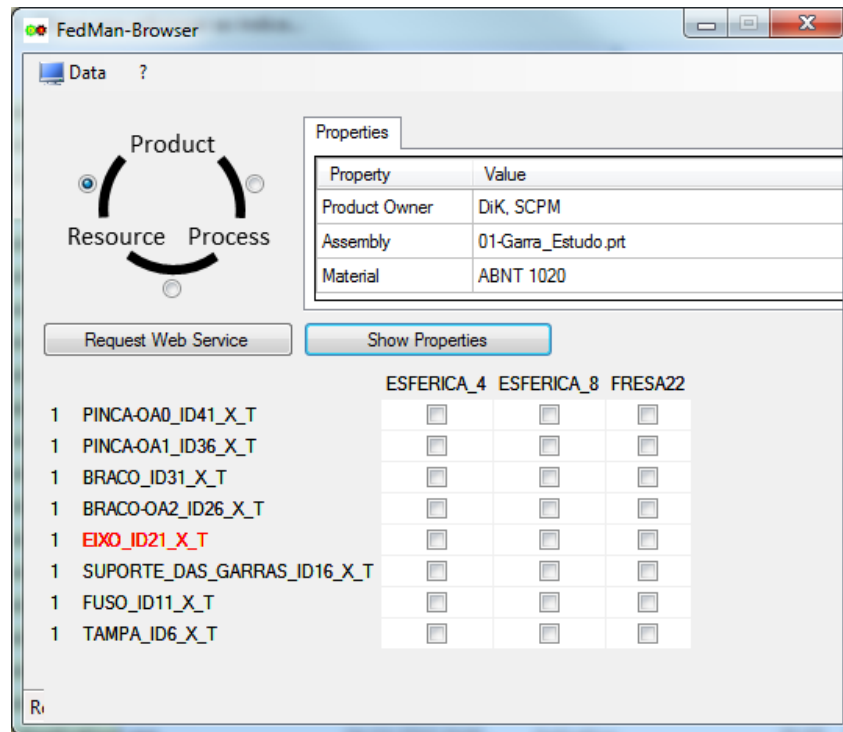 FedMan-Browser
Data ?
Product
Resource Process
Properties
Property Value
Product Owner DiK, SCPM
Assembly 01-Garra_Estudo.prt
Material ABNT 1020
Request Web Service Show Properties
ESFERICA_4 ESFERICA_8 FRESA22
1 PINCA-OA0_ID41_X_T
1 PINCA-OA1_ID36_X_T
1 BRACO_ID31_X_T
1 BRACO-OA2_ID26_X_T
1 EIXO_ID21_X_T
1 SUPORTE_DAS_GARRAS_ID16_X_T
1 FUSO_ID11_X_T
1 TAMPA_ID6_X_T